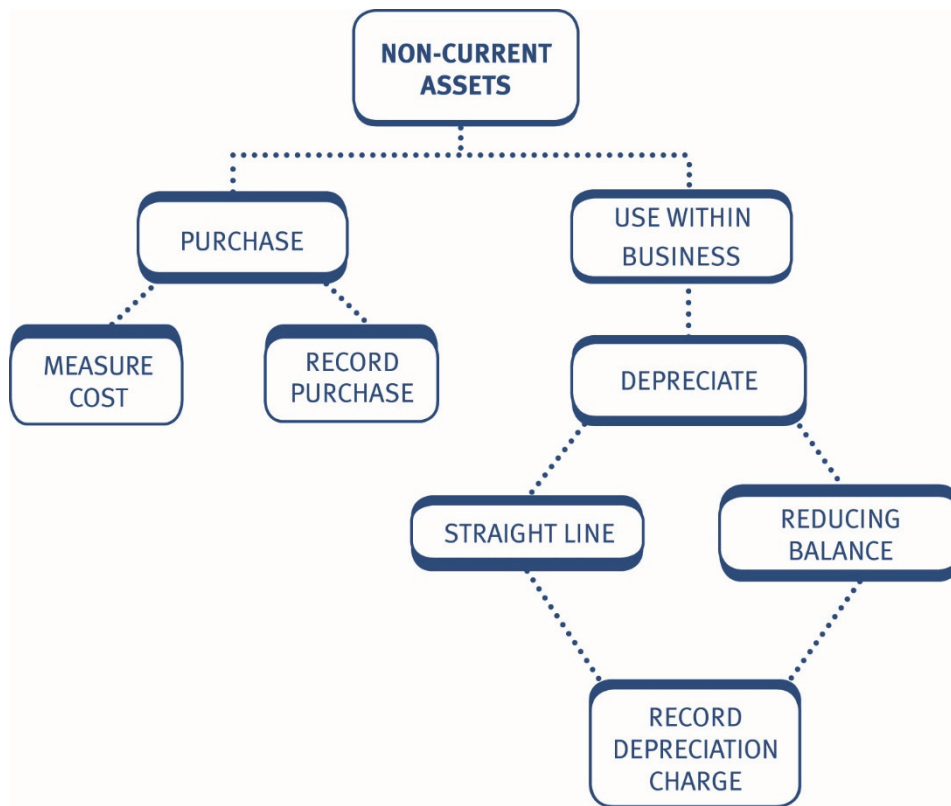 NON-CURRENT
ASSETS
PURCHASE
USE WITHIN
BUSINESS
MEASURE
COST
RECORD
PURCHASE
DEPRECIATE
STRAIGHT LINE
REDUCING
BALANCE
RECORD
DEPRECIATION
CHARGE